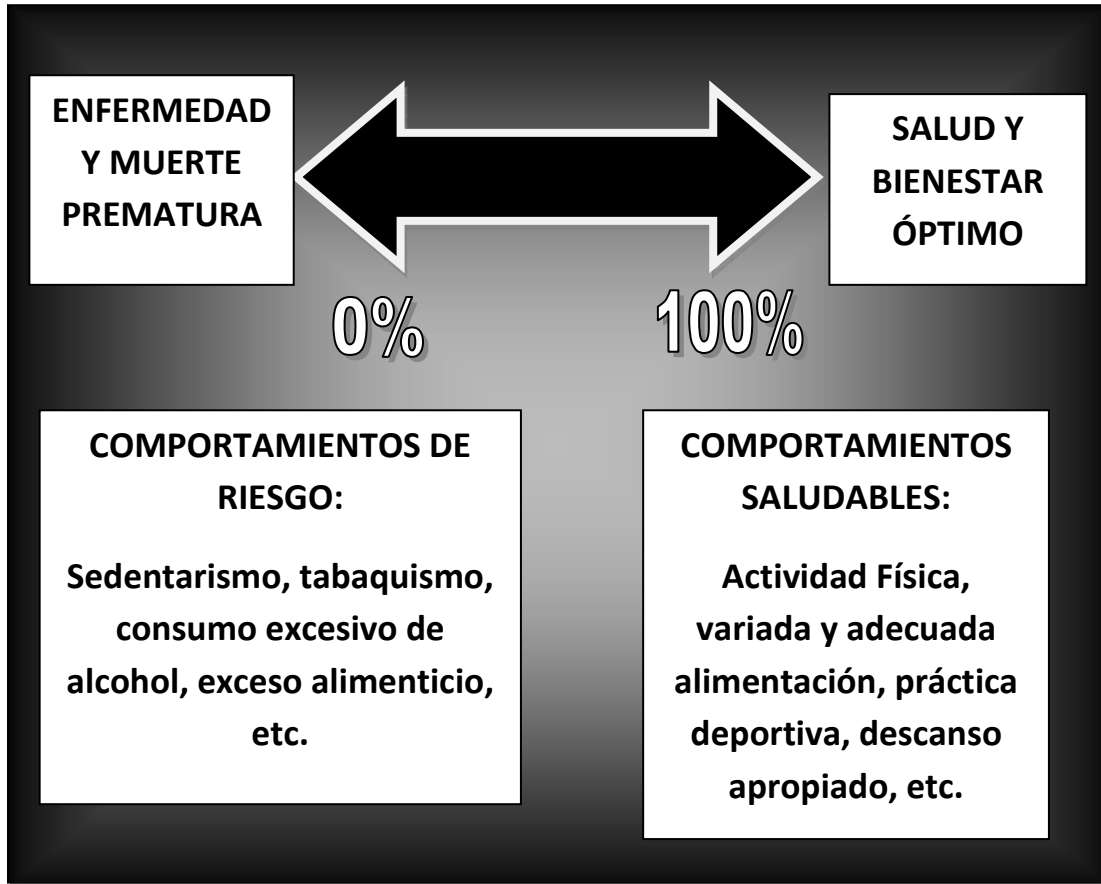 ENFERMEDAD
Y MUERTE
PREMATURA
SALUD Y
BIENESTAR
ÓPTIMO
0%
100%
COMPORTAMIENTOS DE
RIESGO:
Sedentarismo, tabaquismo,
consumo excesivo de
alcohol, exceso alimenticio,
etc.
COMPORTAMIENTOS
SALUDABLES:
Actividad Física,
variada y adecuada
alimentación, práctica
deportiva, descanso
apropiado, etc.